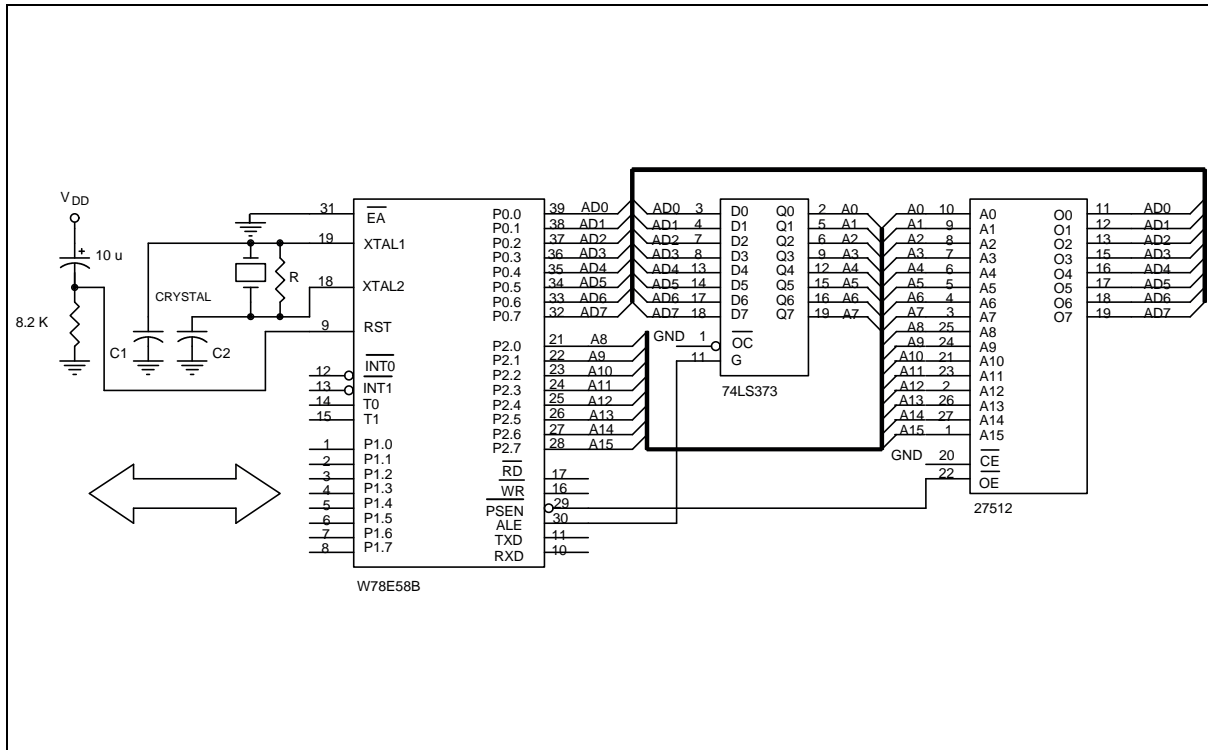 V DD
10 u
8.2 K
C1
C2
CRYSTAL
R
31 EA
19 XTAL1
18 XTAL2
9 RST
12 INT0
13 INT1
14 T0
15 T1
1 P1.0
2 P1.1
3 P1.2
4 P1.3
5 P1.4
6 P1.5
7 P1.6
8 P1.7
P0.0 39 AD0
P0.1 38 AD1
P0.2 37 AD2
P0.3 36 AD3
P0.4 35 AD4
P0.5 34 AD5
P0.6 33 AD6
P0.7 32 AD7
P2.0 21 A8
P2.1 22 A9
P2.2 23 A10
P2.3 24 A11
P2.4 25 A12
P2.5 26 A13
P2.6 27 A14
P2.7 28 A15
RD 17
WR 16
PSEN 29
ALE 30
TXD 11
RXD 10
W78E58B
AD0 3 D0 Q0 2 A0
AD1 4 D1 Q1 5 A1
AD2 7 D2 Q2 6 A2
AD3 8 D3 Q3 9 A3
AD4 13 D4 Q4 12 A4
AD5 14 D5 Q5 15 A5
AD6 17 D6 Q6 16 A6
AD7 18 D7 Q7 19 A7
GND 1 OC
11 G
74LS373
A0 10 A0
A1 9 A1
A2 8 A2
A3 7 A3
A4 6 A4
A5 5 A5
A6 4 A6
A7 3 A7
A8 25 A8
A9 24 A9
A10 21 A10
A11 23 A11
A12 2 A12
A13 26 A13
A14 27 A14
A15 1 A15
GND 20 CE
22 OE
O0 11 AD0
O1 12 AD1
O2 13 AD2
O3 15 AD3
O4 16 AD4
O5 17 AD5
O6 18 AD6
O7 19 AD7
27512